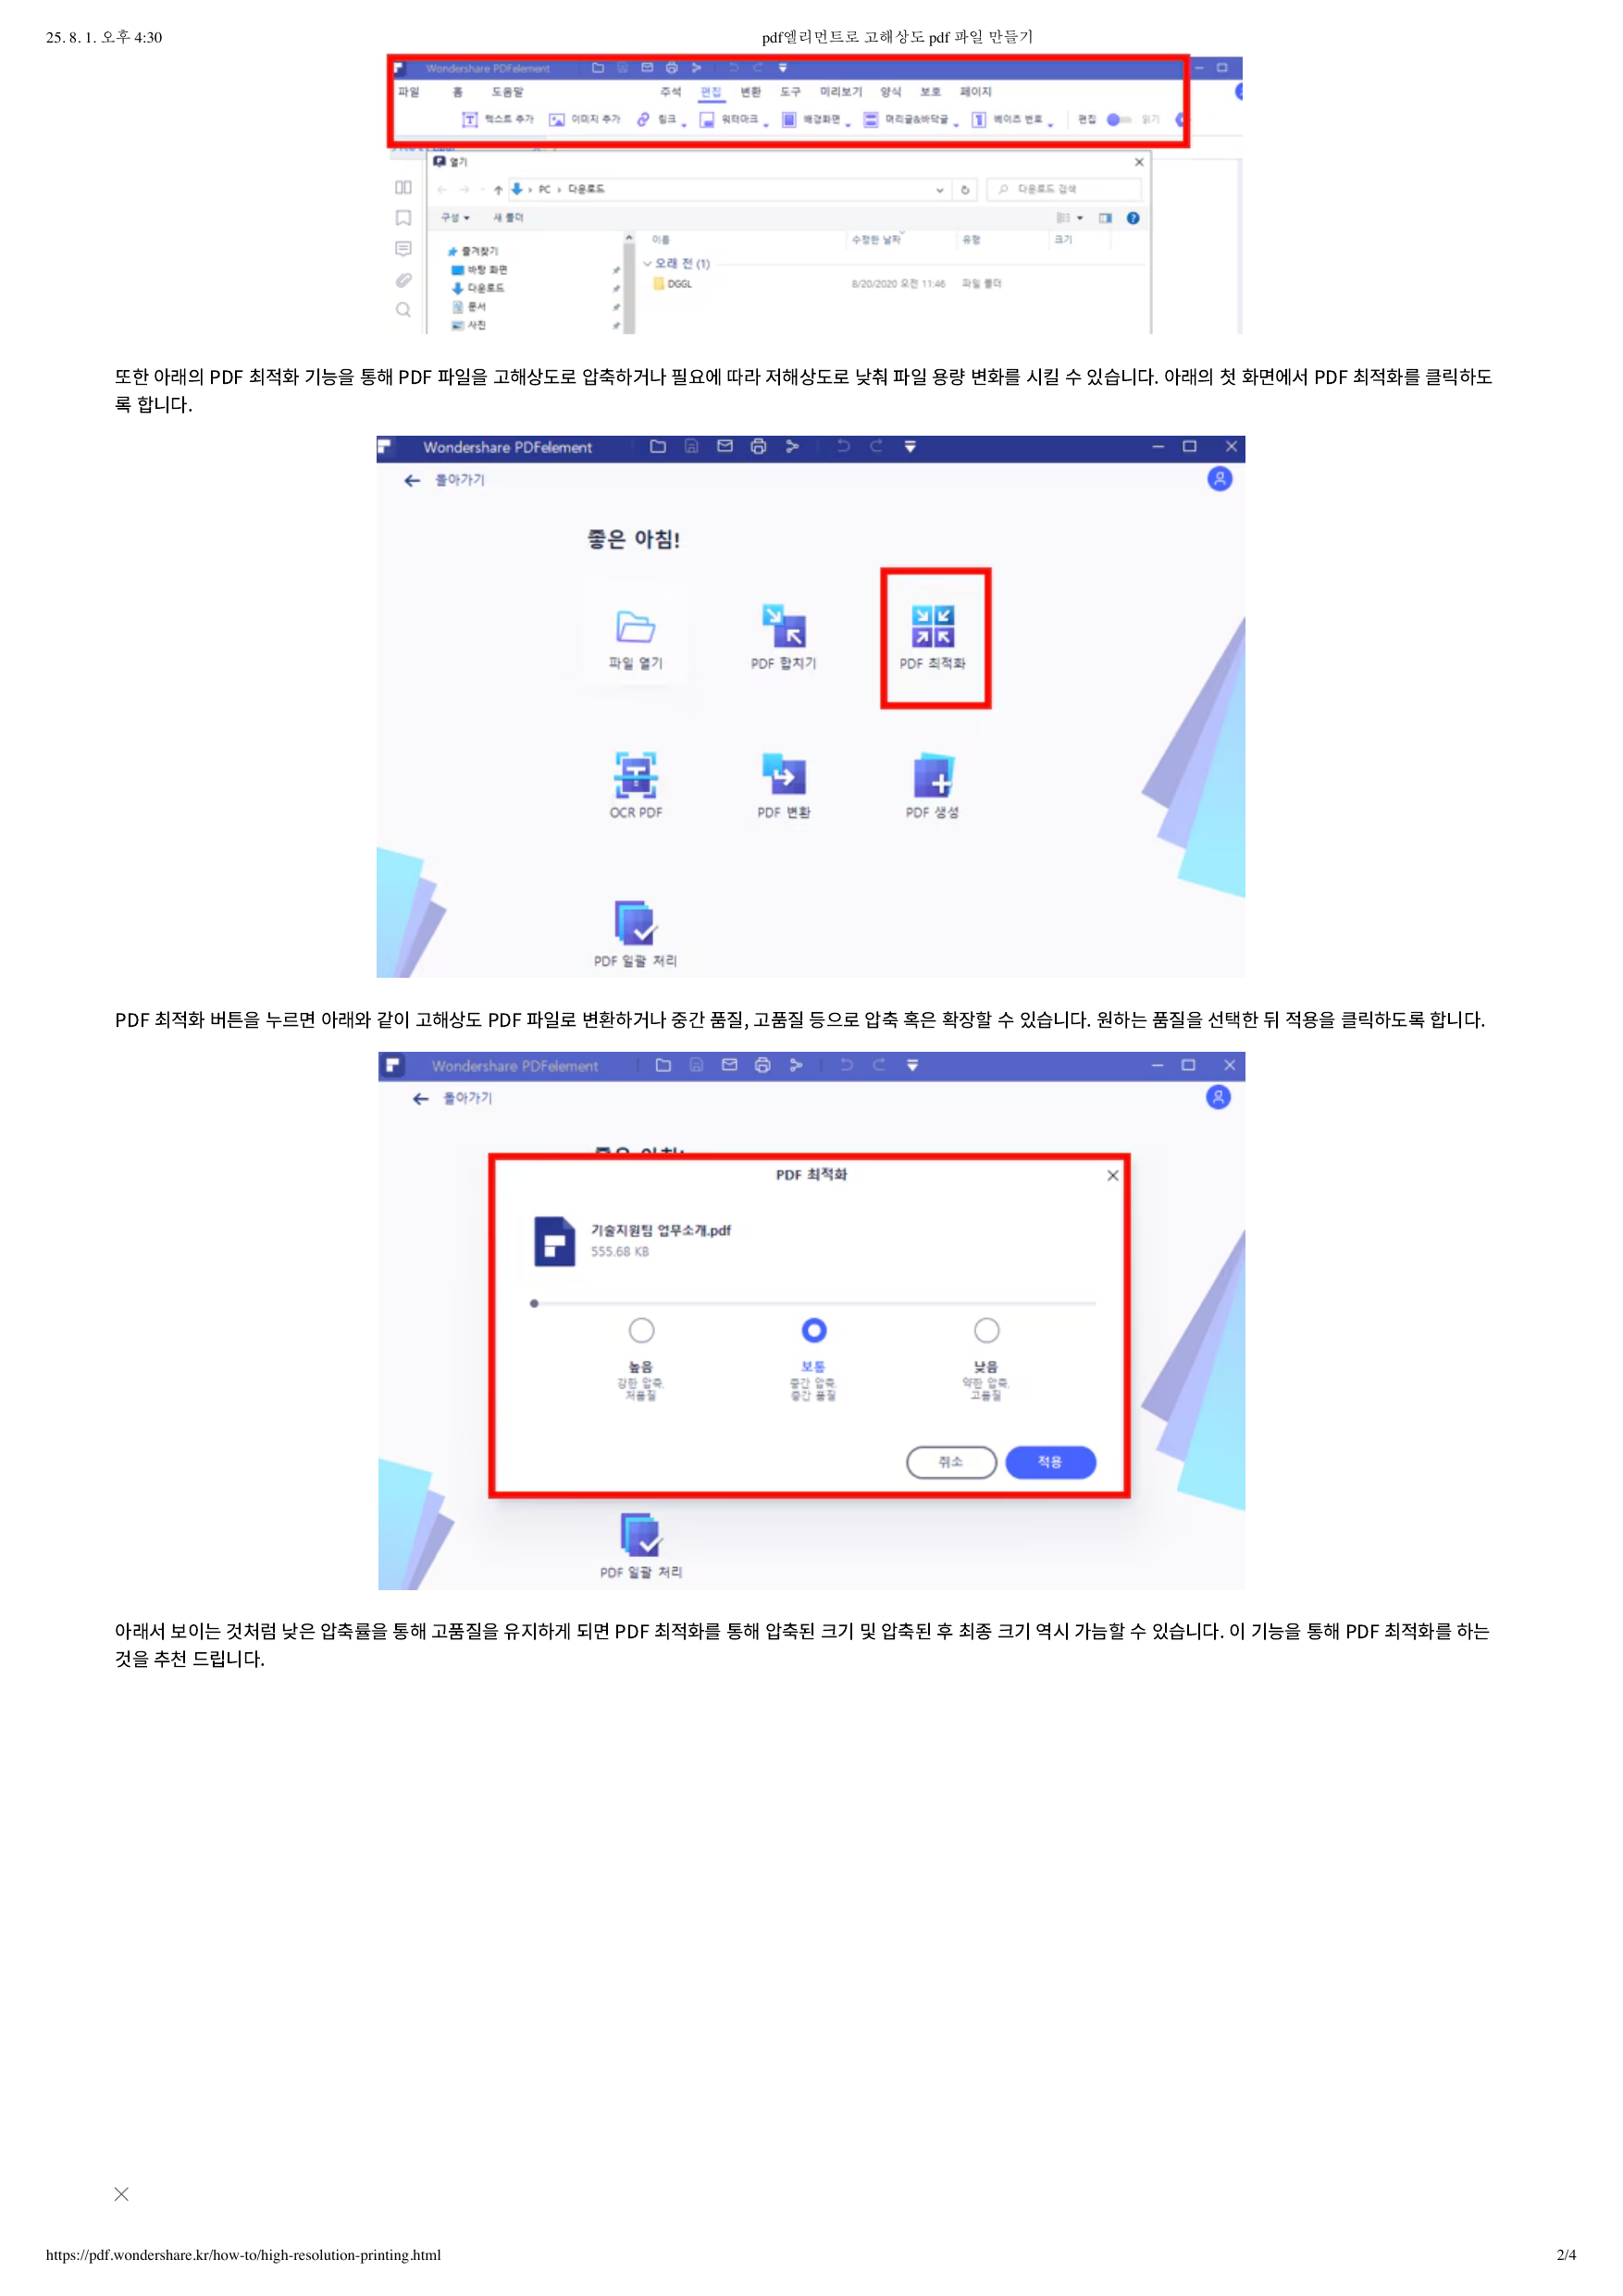 25. 8. 1. 오후 4:30
pdf엘리먼트로 고해상도 pdf 파일 만들기
Wondershare PDFelement
파일 홈 도움말 주석 편집 변환 도구 미리보기 양식 보호 페이지
텍스트 추가 이미지 추가 링크 워터마크 배경화면 머리글&바닥글 베이츠 번호 편집 읽기
열기
PC › 다운로드 다운로드 검색
구성 새 폴더
이름 수정한 날짜 유형 크기
즐겨찾기
오래 전 (1)
바탕 화면
DGGL 8/20/2020 오전 11:46 파일 폴더
다운로드
문서
사진
또한 아래의 PDF 최적화 기능을 통해 PDF 파일을 고해상도로 압축하거나 필요에 따라 저해상도로 낮춰 파일 용량 변화를 시킬 수 있습니다. 아래의 첫 화면에서 PDF 최적화를 클릭하도
록 합니다.
Wondershare PDFelement
돌아가기
좋은 아침!
파일 열기 PDF 합치기 PDF 최적화
OCR PDF PDF 변환 PDF 생성
PDF 일괄 처리
PDF 최적화 버튼을 누르면 아래와 같이 고해상도 PDF 파일로 변환하거나 중간 품질, 고품질 등으로 압축 혹은 확장할 수 있습니다. 원하는 품질을 선택한 뒤 적용을 클릭하도록 합니다.
Wondershare PDFelement
돌아가기
PDF 최적화
기술지원팀 업무소개.pdf
555.68 KB
높음 보통 낮음
강한 압축, 중간 압축, 약한 압축,
저품질 중간 품질 고품질
취소 적용
PDF 일괄 처리
아래서 보이는 것처럼 낮은 압축률을 통해 고품질을 유지하게 되면 PDF 최적화를 통해 압축된 크기 및 압축된 후 최종 크기 역시 가늠할 수 있습니다. 이 기능을 통해 PDF 최적화를 하는
것을 추천 드립니다.
https://pdf.wondershare.kr/how-to/high-resolution-printing.html
2/4